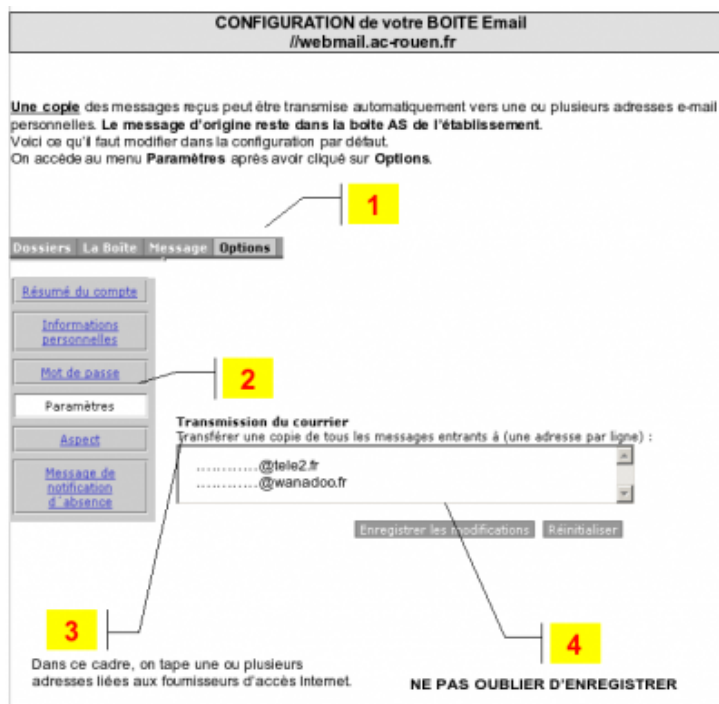 CONFIGURATION de votre BOITE Email
//webmail.ac-rouen.fr
Une copie des messages reçus peut être transmise automatiquement vers une ou plusieurs adresses e-mail
personnelles. Le message d'origine reste dans la boite AS de l'établissement.
Voici ce qu'il faut modifier dans la configuration par défaut.
On accède au menu Paramètres après avoir cliqué sur Options.
1
Dossiers La Boîte Message Options
Résumé du compte
Informations
personnelles
Mot de passe
2
Paramètres
Aspect
Message de
notification
d'absence
Transmission du courrier
Transférer une copie de tous les messages entrants à (une adresse par ligne) :
............@tele2.fr
............@wanadoo.fr
Enregistrer les modifications Réinitialiser
3
4
Dans ce cadre, on tape une ou plusieurs
adresses liées aux fournisseurs d'accès Internet.
NE PAS OUBLIER D'ENREGISTRER